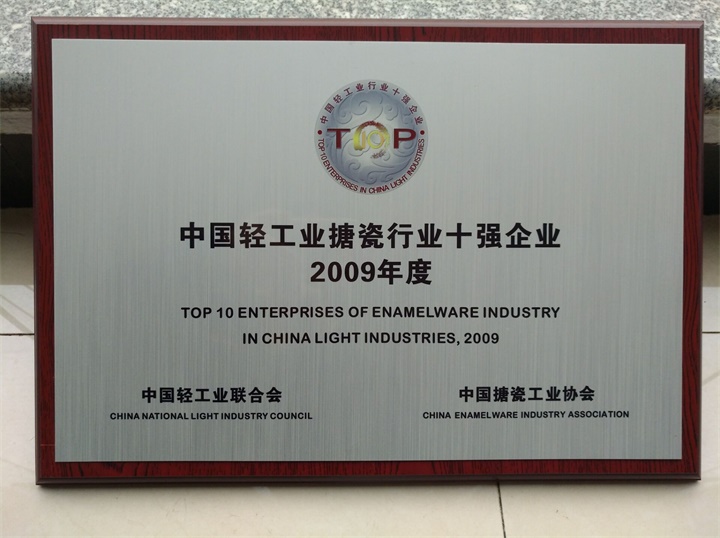 中国轻工业行业十强企业
TOP
TOP 10 ENTERPRISES IN CHINA LIGHT INDUSTRIES
中国轻工业搪瓷行业十强企业
2009年度
TOP 10 ENTERPRISES OF ENAMELWARE INDUSTRY
IN CHINA LIGHT INDUSTRIES, 2009
中国轻工业联合会
CHINA NATIONAL LIGHT INDUSTRY COUNCIL
中国搪瓷工业协会
CHINA ENAMELWARE INDUSTRY ASSOCIATION